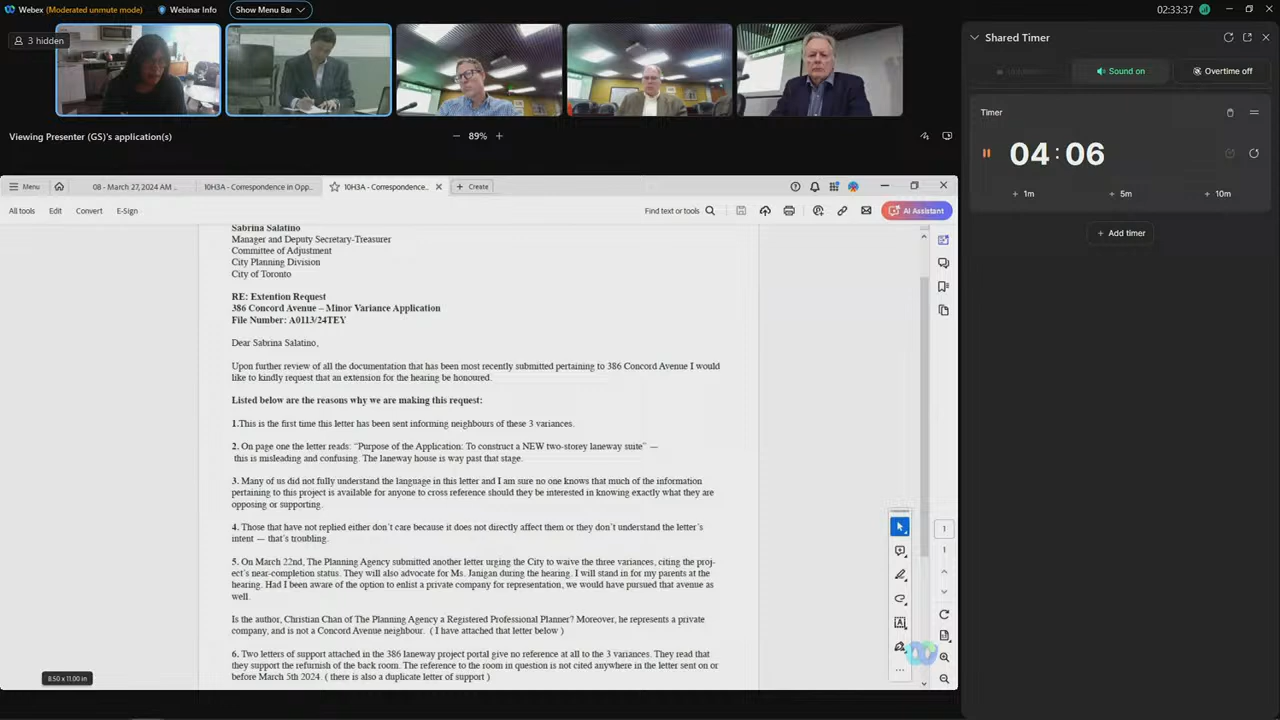 Webex (Moderated unmute mode) Webinar Info Show Menu Bar 02:33:37
3 hidden
Shared Timer
Sound on Overtime off
Viewing Presenter (GS)'s application(s) 89%
Timer
04:06
1m 5m 10m
Add timer
Menu 08 - March 27, 2024 AM ... 10H3A - Correspondence in Opp... 10H3A - Correspondence... Create
All tools Edit Convert E-Sign Find text or tools AI Assistant
Sabrina Salatino
Manager and Deputy Secretary-Treasurer
Committee of Adjustment
City Planning Division
City of Toronto
RE: Extention Request
386 Concord Avenue – Minor Variance Application
File Number: A0113/24TEY
Dear Sabrina Salatino,
Upon further review of all the documentation that has been most recently submitted pertaining to 386 Concord Avenue I would
like to kindly request that an extension for the hearing be honoured.
Listed below are the reasons why we are making this request:
1.This is the first time this letter has been sent informing neighbours of these 3 variances.
2. On page one the letter reads: “Purpose of the Application: To construct a NEW two-storey laneway suite” —
this is misleading and confusing. The laneway house is way past that stage.
3. Many of us did not fully understand the language in this letter and I am sure no one knows that much of the information
pertaining to this project is available for anyone to cross reference should they be interested in knowing exactly what they are
opposing or supporting.
4. Those that have not replied either don’t care because it does not directly affect them or they don’t understand the letter’s
intent — that’s troubling.
5. On March 22nd, The Planning Agency submitted another letter urging the City to waive the three variances, citing the proj-
ect’s near-completion status. They will also advocate for Ms. Janigan during the hearing. I will stand in for my parents at the
hearing. Had I been aware of the option to enlist a private company for representation, we would have pursued that avenue as
well.
Is the author, Christian Chan of The Planning Agency a Registered Professional Planner? Moreover, he represents a private
company, and is not a Concord Avenue neighbour. ( I have attached that letter below )
6. Two letters of support attached in the 386 laneway project portal give no reference at all to the 3 variances. They read that
they support the refurnish of the back room. The reference to the room in question is not cited anywhere in the letter sent on or
before March 5th 2024. ( there is also a duplicate letter of support )
1
1
8.50 x 11.00 in